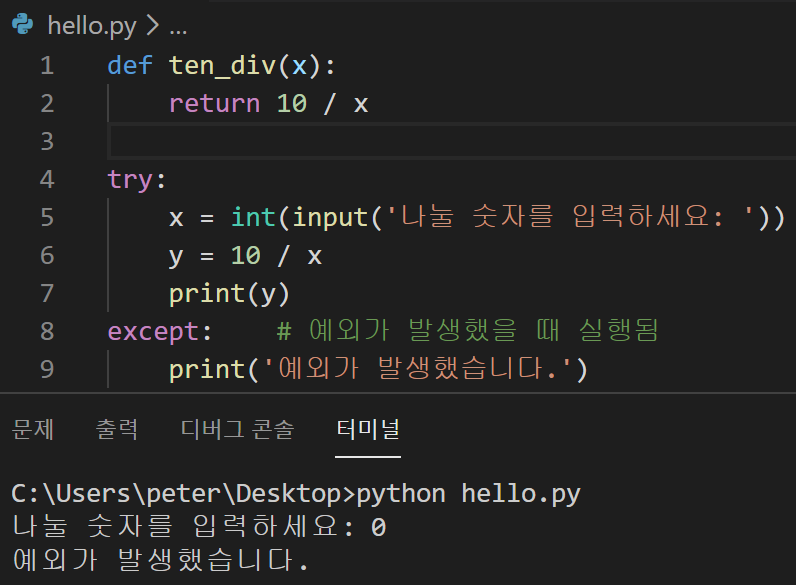 hello.py > ...
1 def ten_div(x):
2     return 10 / x
3
4 try:
5     x = int(input('나눌 숫자를 입력하세요: '))
6     y = 10 / x
7     print(y)
8 except:    # 예외가 발생했을 때 실행됨
9     print('예외가 발생했습니다.')
문제 출력 디버그 콘솔 터미널
C:\Users\peter\Desktop>python hello.py
나눌 숫자를 입력하세요: 0
예외가 발생했습니다.